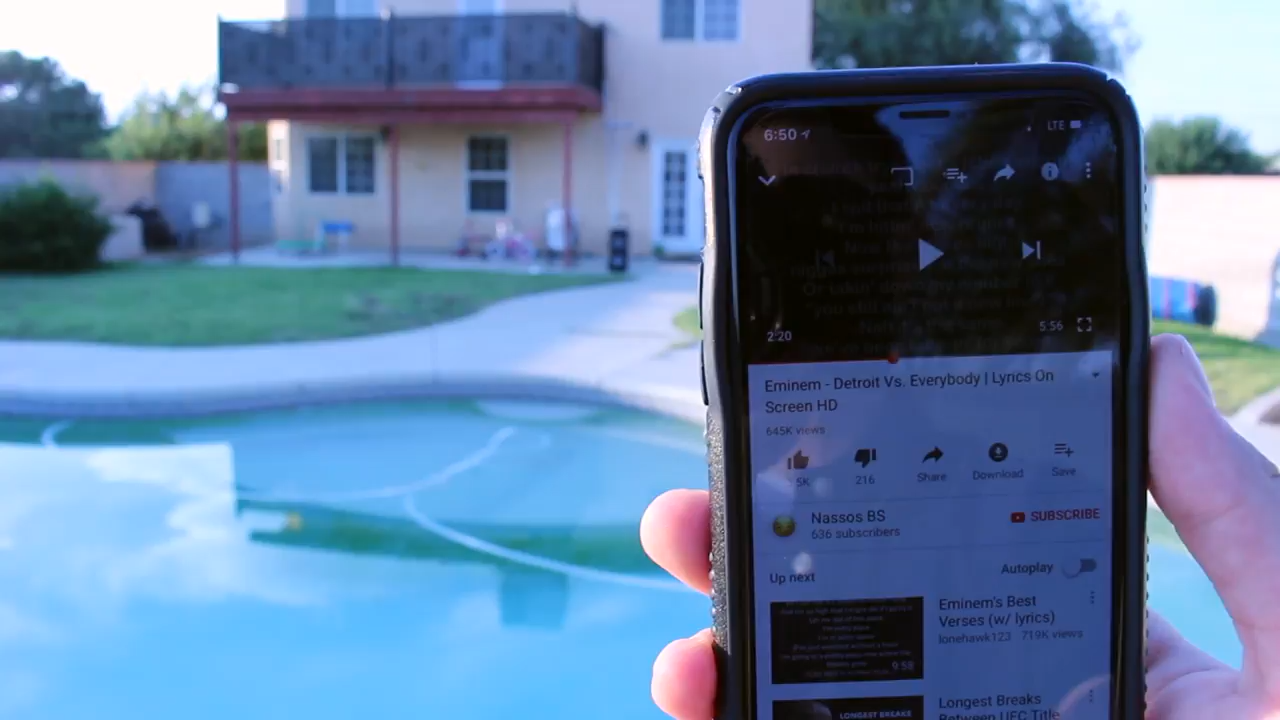 6:50
LTE
2:20
5:56
Eminem - Detroit Vs. Everybody | Lyrics On
Screen HD
645K views
5K
216
Share
Download
Save
Nassos BS
636 subscribers
SUBSCRIBE
Up next
Autoplay
Eminem's Best
Verses (w/ lyrics)
lonehawk123 719K views
9:58
Longest Breaks
Between UFC Title
LONGEST BREAKS